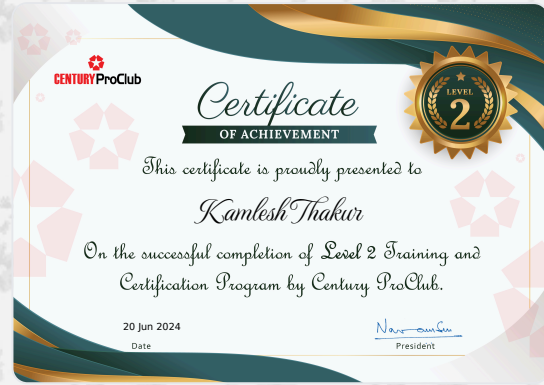 CENTURY ProClub
Certificate
OF ACHIEVEMENT
LEVEL
2
This certificate is proudly presented to
Kamlesh Thakur
On the successful completion of Level 2 Training and
Certification Program by Century ProClub.
20 Jun 2024
Date
President